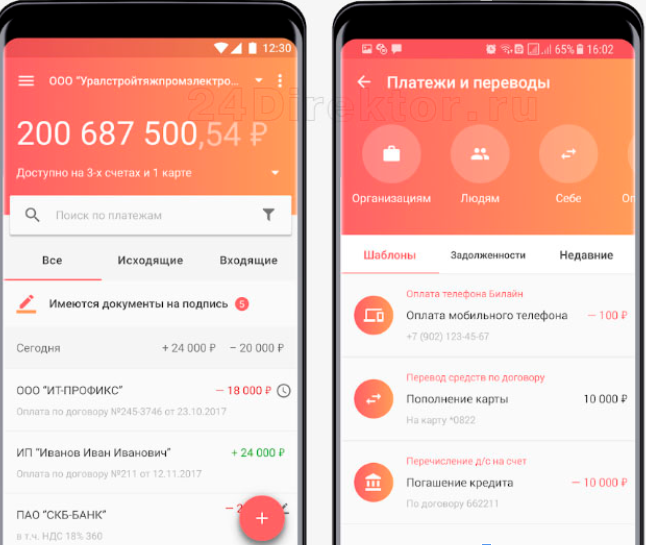 12:30
ООО "Уралстройтяжпромэлектро...
200 687 500,54 ₽
Доступно на 3-х счетах и 1 карте
Поиск по платежам
Все Исходящие Входящие
Имеются документы на подпись 5
Сегодня + 24 000 ₽ − 20 000 ₽
ООО "ИТ-ПРОФИКС" − 18 000 ₽
Оплата по договору №245-3746 от 23.10.2017
ИП "Иванов Иван Иванович" + 24 000 ₽
Оплата по договору №211 от 12.11.2017
ПАО "СКБ-БАНК"
в т.ч. НДС 18% 360
65% 16:02
Платежи и переводы
24Direktor.ru
Организациям Людям Себе
Шаблоны Задолженности Недавние
Оплата телефона Билайн
Оплата мобильного телефона − 100 ₽
+7 (902) 123-45-67
Перевод средств по договору
Пополнение карты 10 000 ₽
На карту *0822
Перечисление д/с на счет
Погашение кредита − 10 000 ₽
По договору 662211